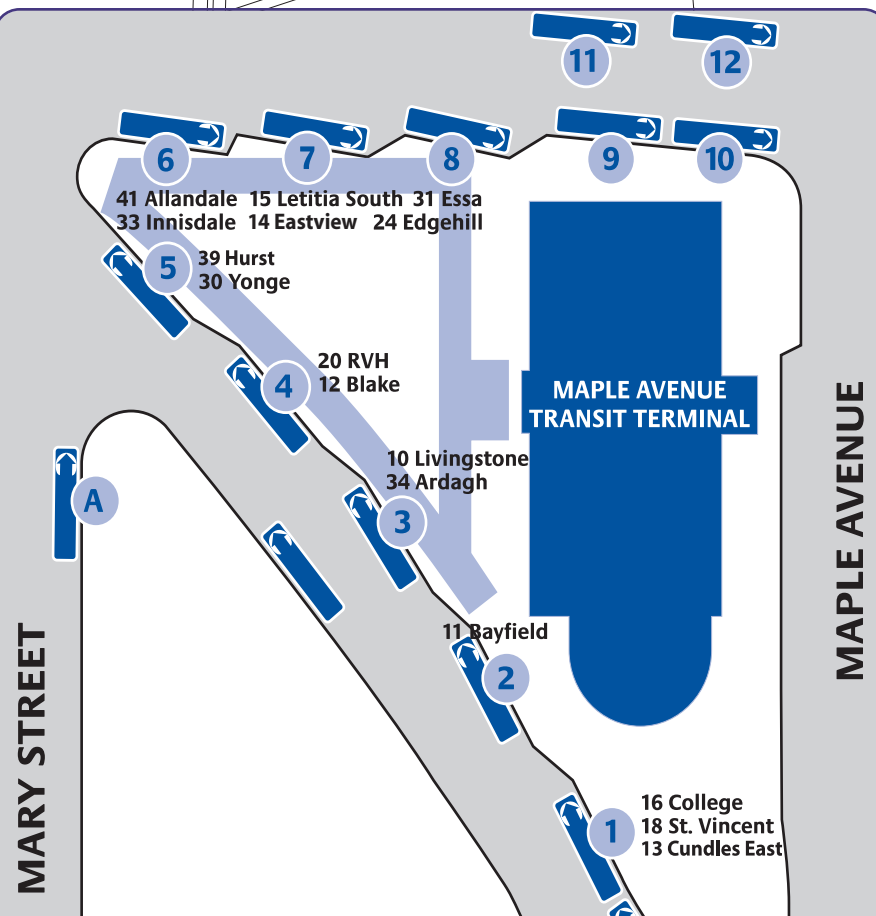 11
12
6
7
8
9
10
41 Allandale 15 Letitia South 31 Essa
33 Innisdale 14 Eastview 24 Edgehill
5
39 Hurst
30 Yonge
4
20 RVH
12 Blake
MAPLE AVENUE
TRANSIT TERMINAL
MAPLE AVENUE
10 Livingstone
34 Ardagh
A
3
11 Bayfield
2
MARY STREET
1
16 College
18 St. Vincent
13 Cundles East